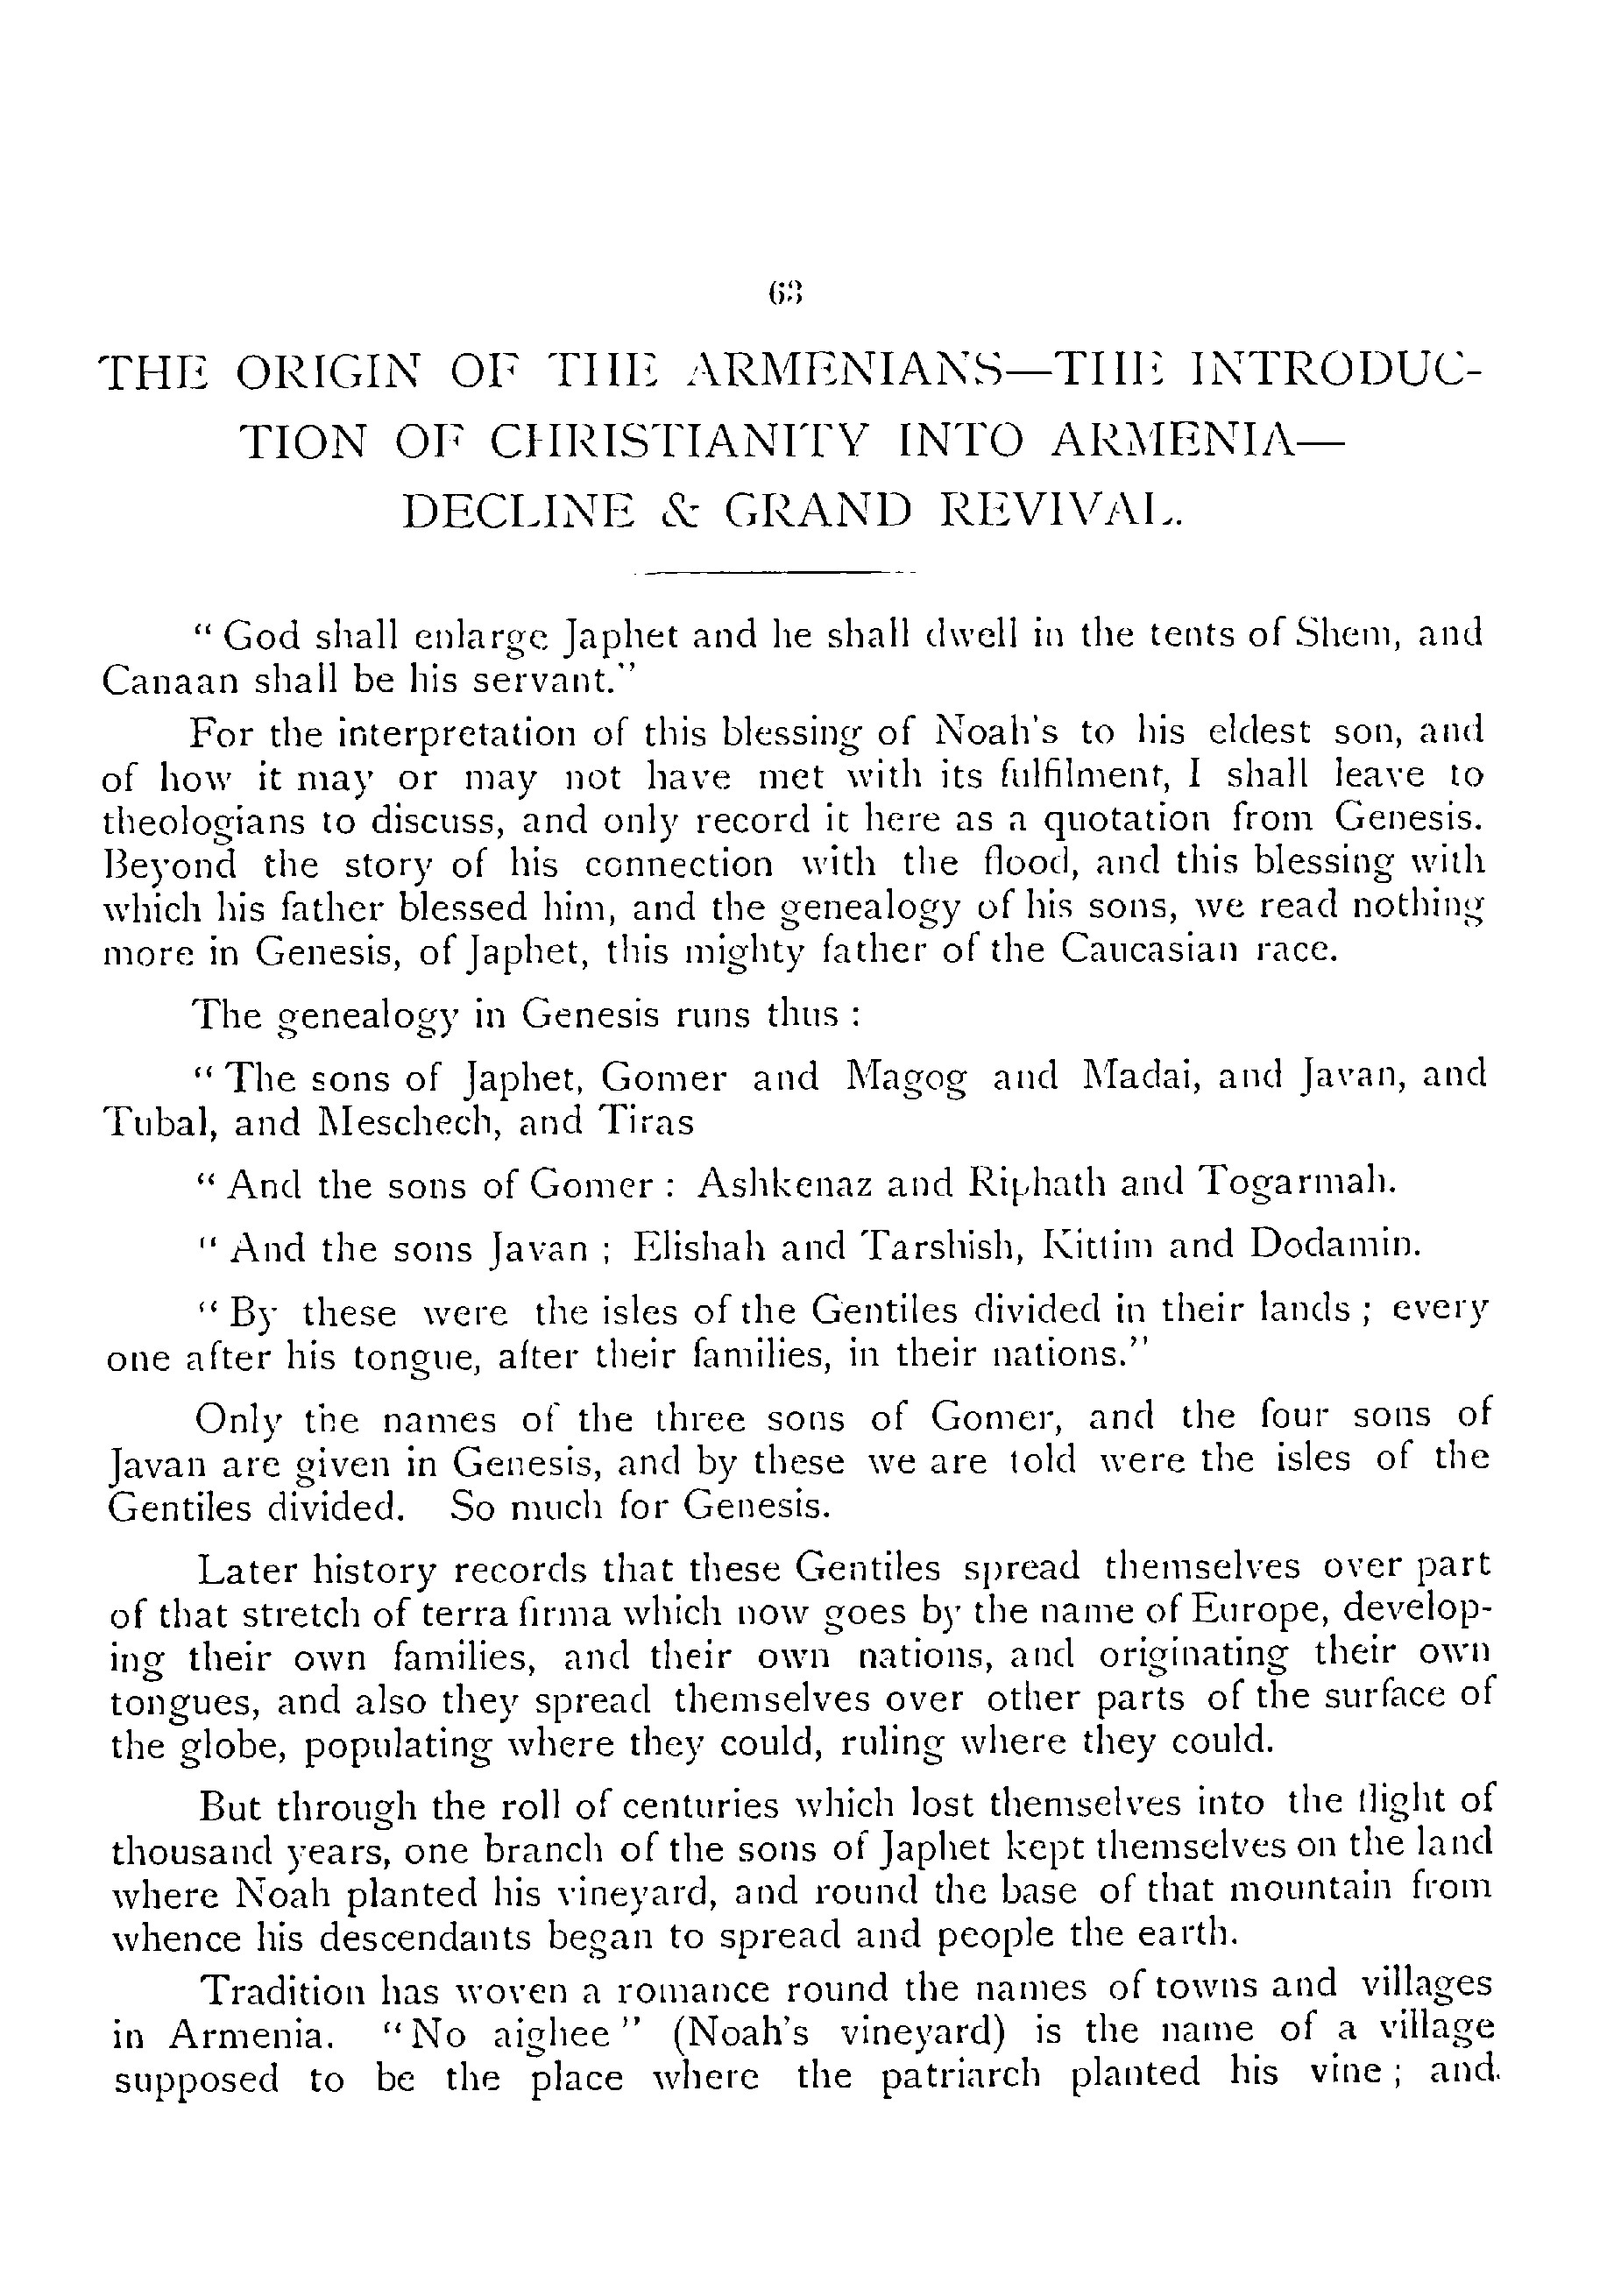 63
THE ORIGIN OF THE ARMENIANS—THE INTRODUC-
TION OF CHRISTIANITY INTO ARMENIA—
DECLINE & GRAND REVIVAL.
“ God shall enlarge Japhet and he shall dwell in the tents of Shem, and
Canaan shall be his servant.”
For the interpretation of this blessing of Noah’s to his eldest son, and
of how it may or may not have met with its fulfilment, I shall leave to
theologians to discuss, and only record it here as a quotation from Genesis.
Beyond the story of his connection with the flood, and this blessing with
which his father blessed him, and the genealogy of his sons, we read nothing
more in Genesis, of Japhet, this mighty father of the Caucasian race.
The genealogy in Genesis runs thus :
“ The sons of Japhet, Gomer and Magog and Madai, and Javan, and
Tubal, and Meschech, and Tiras
“ And the sons of Gomer : Ashkenaz and Riphath and Togarmah.
“ And the sons Javan ; Elishah and Tarshish, Kittim and Dodamin.
“ By these were the isles of the Gentiles divided in their lands ; every
one after his tongue, after their families, in their nations.”
Only the names of the three sons of Gomer, and the four sons of
Javan are given in Genesis, and by these we are told were the isles of the
Gentiles divided. So much for Genesis.
Later history records that these Gentiles spread themselves over part
of that stretch of terra firma which now goes by the name of Europe, develop-
ing their own families, and their own nations, and originating their own
tongues, and also they spread themselves over other parts of the surface of
the globe, populating where they could, ruling where they could.
But through the roll of centuries which lost themselves into the flight of
thousand years, one branch of the sons of Japhet kept themselves on the land
where Noah planted his vineyard, and round the base of that mountain from
whence his descendants began to spread and people the earth.
Tradition has woven a romance round the names of towns and villages
in Armenia. “No aighee” (Noah’s vineyard) is the name of a village
supposed to be the place where the patriarch planted his vine ; and